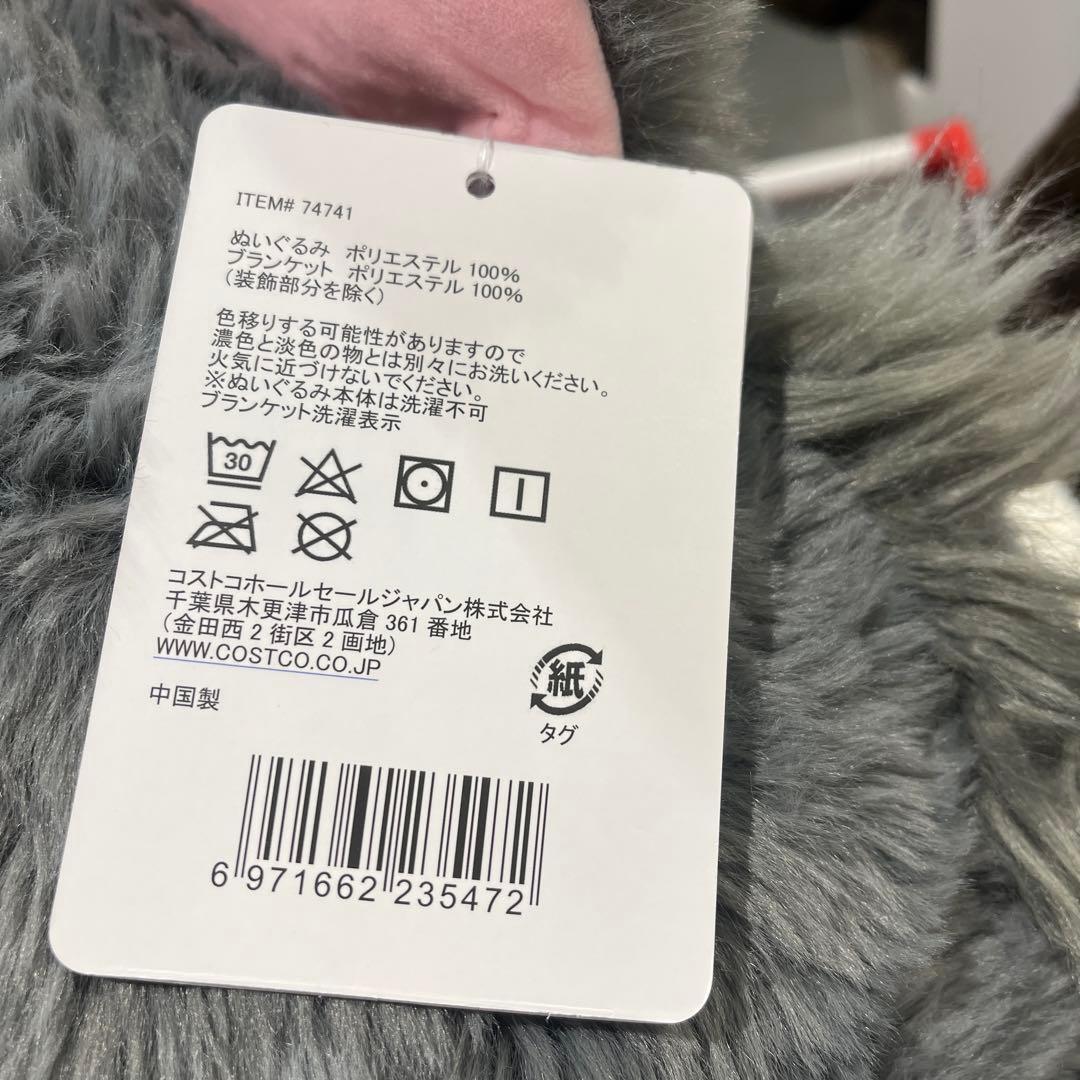 ITEM# 74741
ぬいぐるみ ポリエステル 100%
ブランケット ポリエステル 100%
(装飾部分を除く)
色移りする可能性がありますので
濃色と淡色の物とは別々にお洗いください。
火気に近づけないでください。
※ぬいぐるみ本体は洗濯不可
ブランケット洗濯表示
30
コストコホールセールジャパン株式会社
千葉県木更津市瓜倉 361 番地
(金田西 2 街区 2 画地)
WWW.COSTCO.CO.JP
中国製
紙
タグ
6 971662 235472